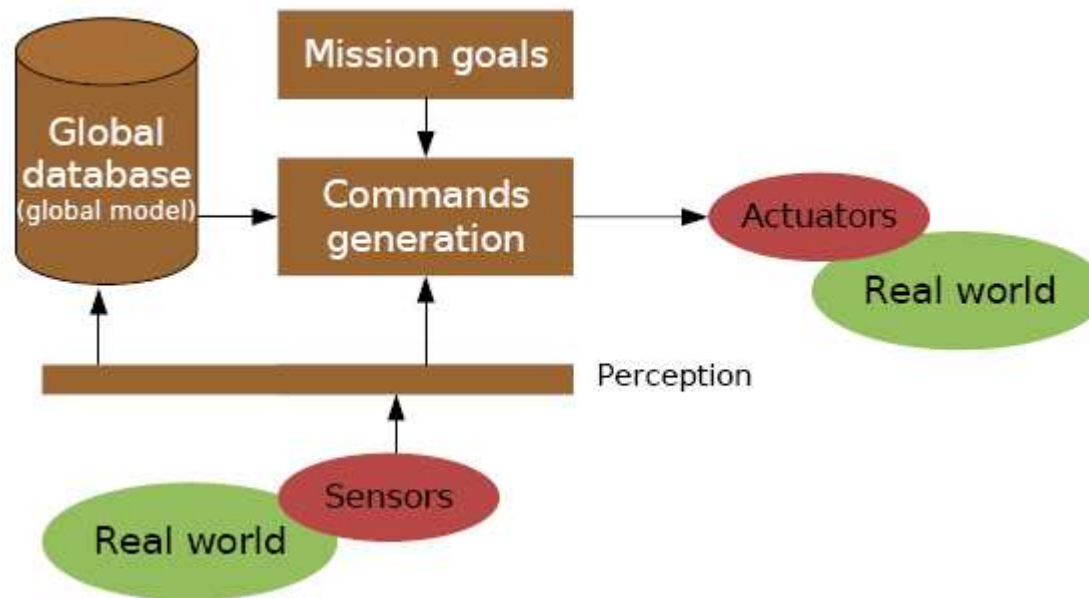 Mission goals
Global
database
(global model)
Commands
generation
Actuators
Real world
Perception
Sensors
Real world